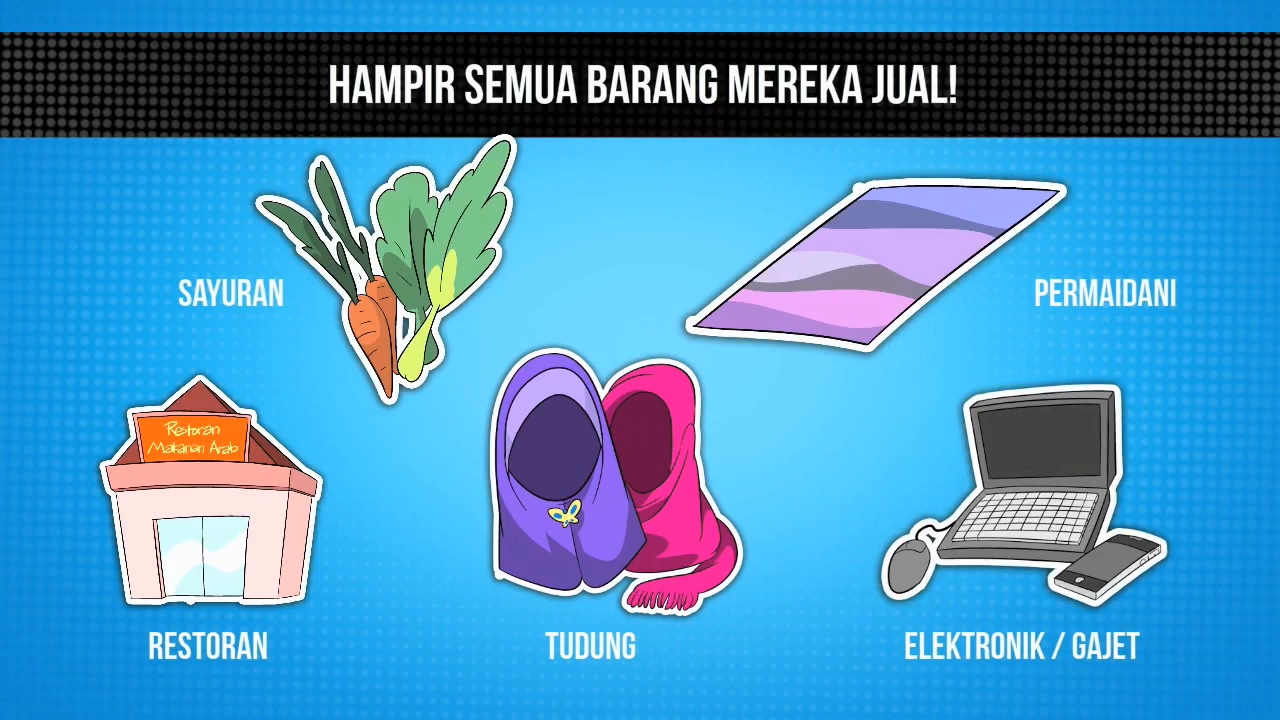 HAMPIR SEMUA BARANG MEREKA JUAL!
SAYURAN
PERMAIDANI
Restoran
Makanan Arab
RESTORAN
TUDUNG
ELEKTRONIK / GAJET